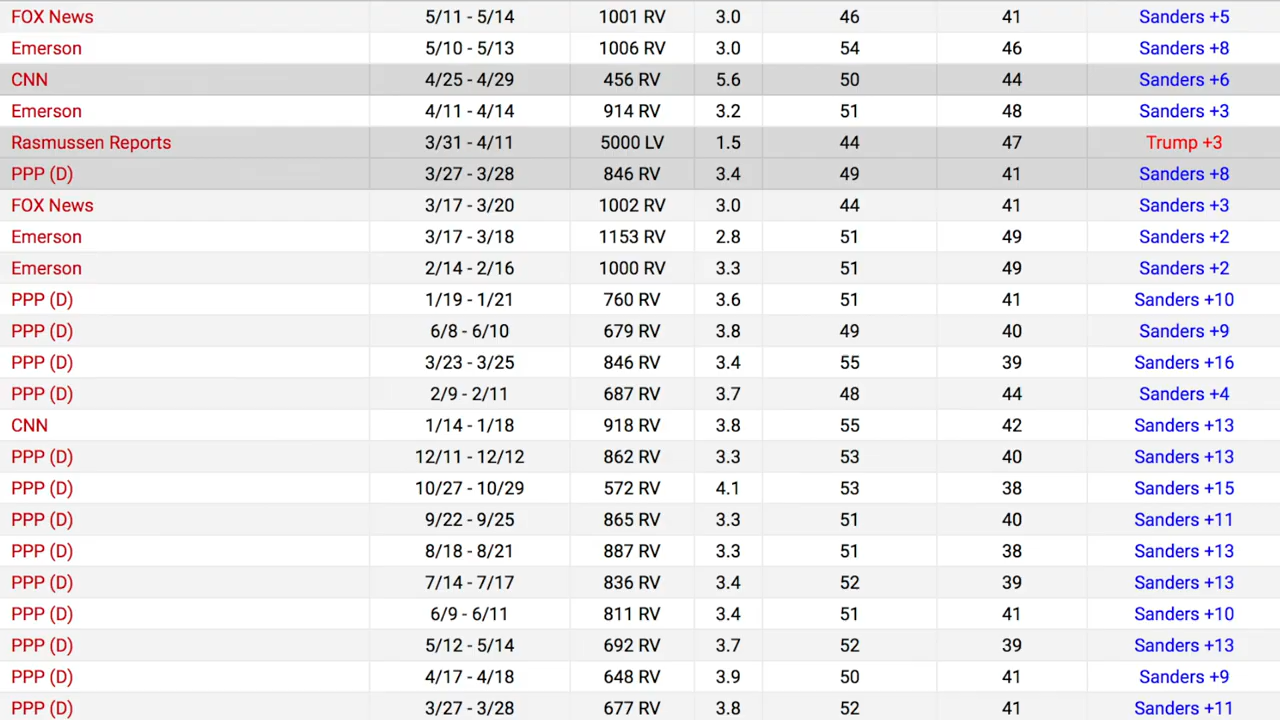 FOX News 5/11 - 5/14 1001 RV 3.0 46 41 Sanders +5
Emerson 5/10 - 5/13 1006 RV 3.0 54 46 Sanders +8
CNN 4/25 - 4/29 456 RV 5.6 50 44 Sanders +6
Emerson 4/11 - 4/14 914 RV 3.2 51 48 Sanders +3
Rasmussen Reports 3/31 - 4/11 5000 LV 1.5 44 47 Trump +3
PPP (D) 3/27 - 3/28 846 RV 3.4 49 41 Sanders +8
FOX News 3/17 - 3/20 1002 RV 3.0 44 41 Sanders +3
Emerson 3/17 - 3/18 1153 RV 2.8 51 49 Sanders +2
Emerson 2/14 - 2/16 1000 RV 3.3 51 49 Sanders +2
PPP (D) 1/19 - 1/21 760 RV 3.6 51 41 Sanders +10
PPP (D) 6/8 - 6/10 679 RV 3.8 49 40 Sanders +9
PPP (D) 3/23 - 3/25 846 RV 3.4 55 39 Sanders +16
PPP (D) 2/9 - 2/11 687 RV 3.7 48 44 Sanders +4
CNN 1/14 - 1/18 918 RV 3.8 55 42 Sanders +13
PPP (D) 12/11 - 12/12 862 RV 3.3 53 40 Sanders +13
PPP (D) 10/27 - 10/29 572 RV 4.1 53 38 Sanders +15
PPP (D) 9/22 - 9/25 865 RV 3.3 51 40 Sanders +11
PPP (D) 8/18 - 8/21 887 RV 3.3 51 38 Sanders +13
PPP (D) 7/14 - 7/17 836 RV 3.4 52 39 Sanders +13
PPP (D) 6/9 - 6/11 811 RV 3.4 51 41 Sanders +10
PPP (D) 5/12 - 5/14 692 RV 3.7 52 39 Sanders +13
PPP (D) 4/17 - 4/18 648 RV 3.9 50 41 Sanders +9
PPP (D) 3/27 - 3/28 677 RV 3.8 52 41 Sanders +11